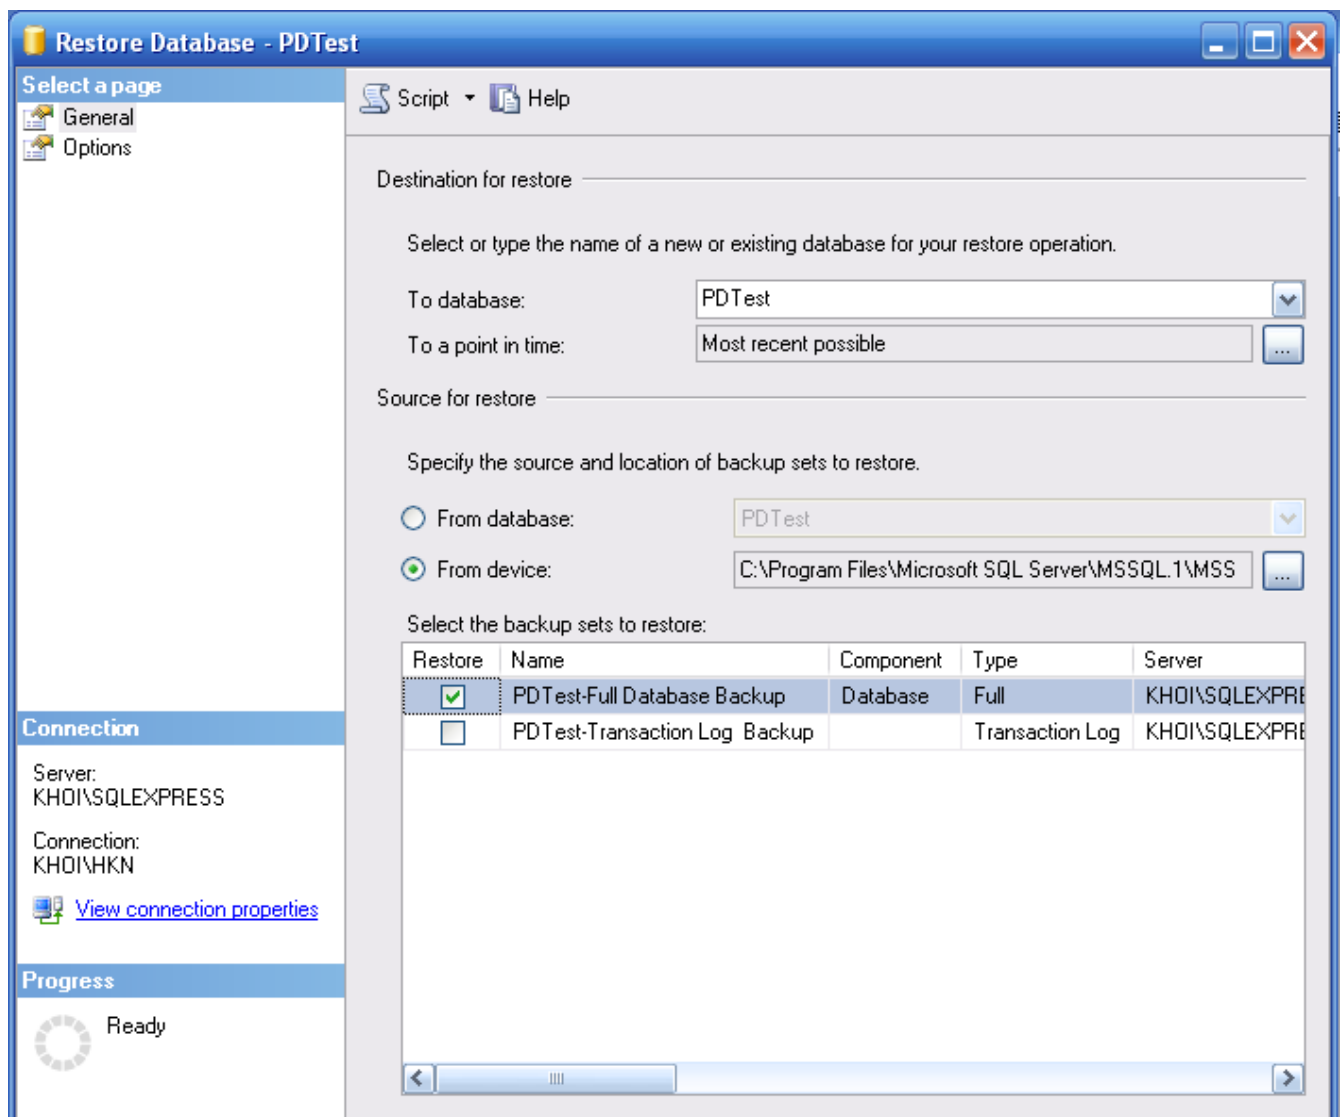 Restore Database - PDTest
Select a page
General
Options
Script Help
Destination for restore
Select or type the name of a new or existing database for your restore operation.
To database: PDTest
To a point in time: Most recent possible ...
Source for restore
Specify the source and location of backup sets to restore.
From database: PDTest
From device: C:\Program Files\Microsoft SQL Server\MSSQL.1\MSS ...
Select the backup sets to restore:
Restore Name Component Type Server
PDTest-Full Database Backup Database Full KHOI\SQLEXPRE
PDTest-Transaction Log Backup Transaction Log KHOI\SQLEXPRE
Connection
Server:
KHOI\SQLEXPRESS
Connection:
KHOI\HKN
View connection properties
Progress
Ready